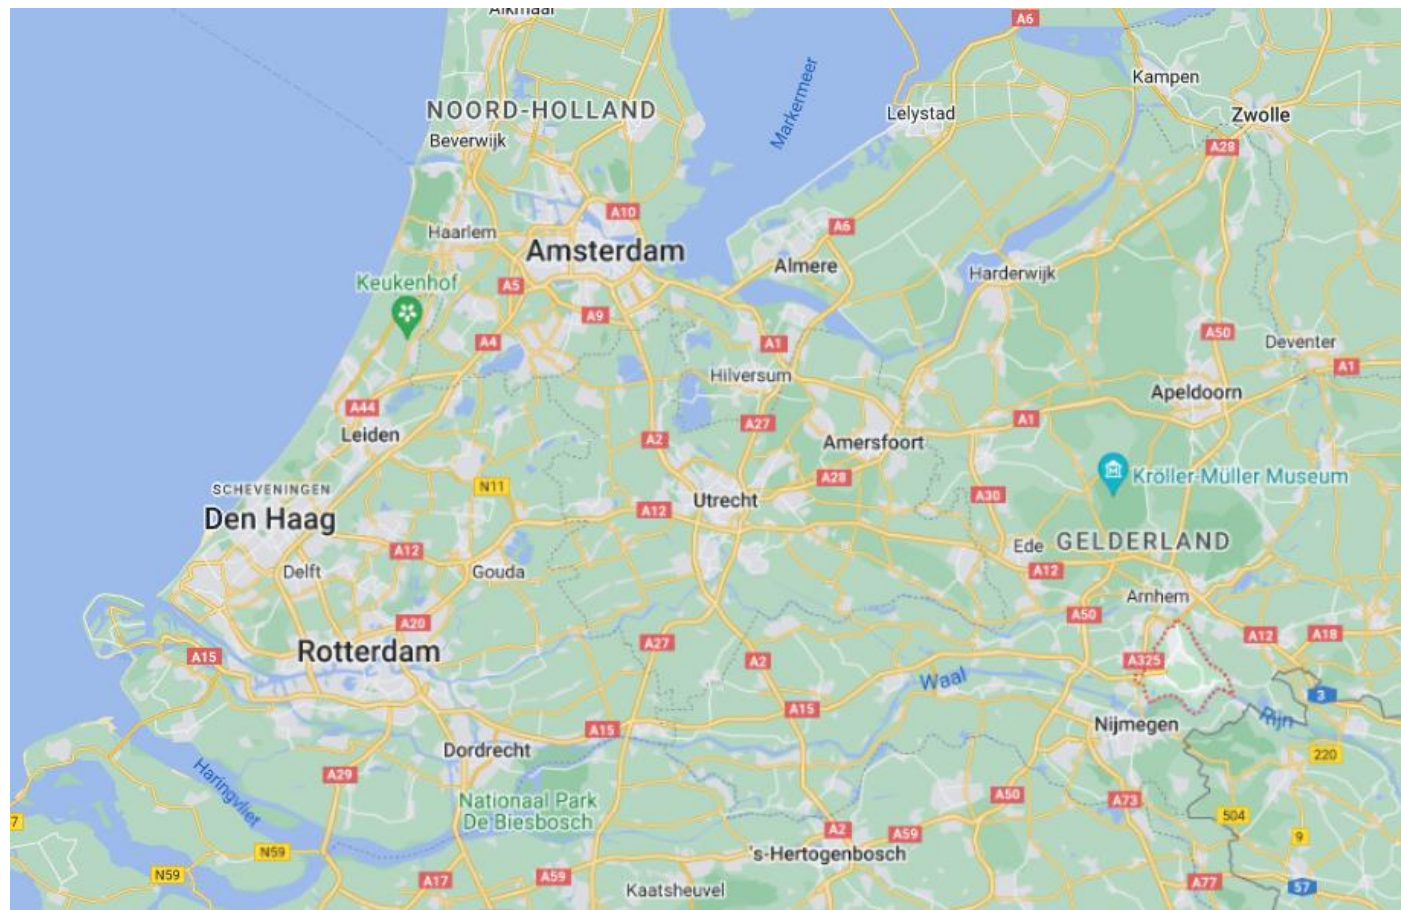 Alkmaar
A6
Kampen
Markermeer
NOORD-HOLLAND
Lelystad
Zwolle
Beverwijk
A28
A10
A6
Haarlem
Amsterdam
Almere
Harderwijk
Keukenhof
A5
A9
A4
A1
A50
Deventer
A1
Hilversum
Apeldoorn
A44
A27
A1
Leiden
A2
Amersfoort
Kröller-Müller Museum
A28
SCHEVENINGEN
N11
A30
Utrecht
Den Haag
A12
A12
Ede
GELDERLAND
Delft
Gouda
A12
Arnhem
A50
A20
A27
A12
A18
Rotterdam
A15
A2
A325
Waal
3
A15
Rijn
Nijmegen
A15
Dordrecht
220
A29
Haringvliet
Nationaal Park
De Biesbosch
A50
A73
504
7
A2
A59
9
N59
's-Hertogenbosch
N59
A17
A59
Kaatsheuvel
A77
57